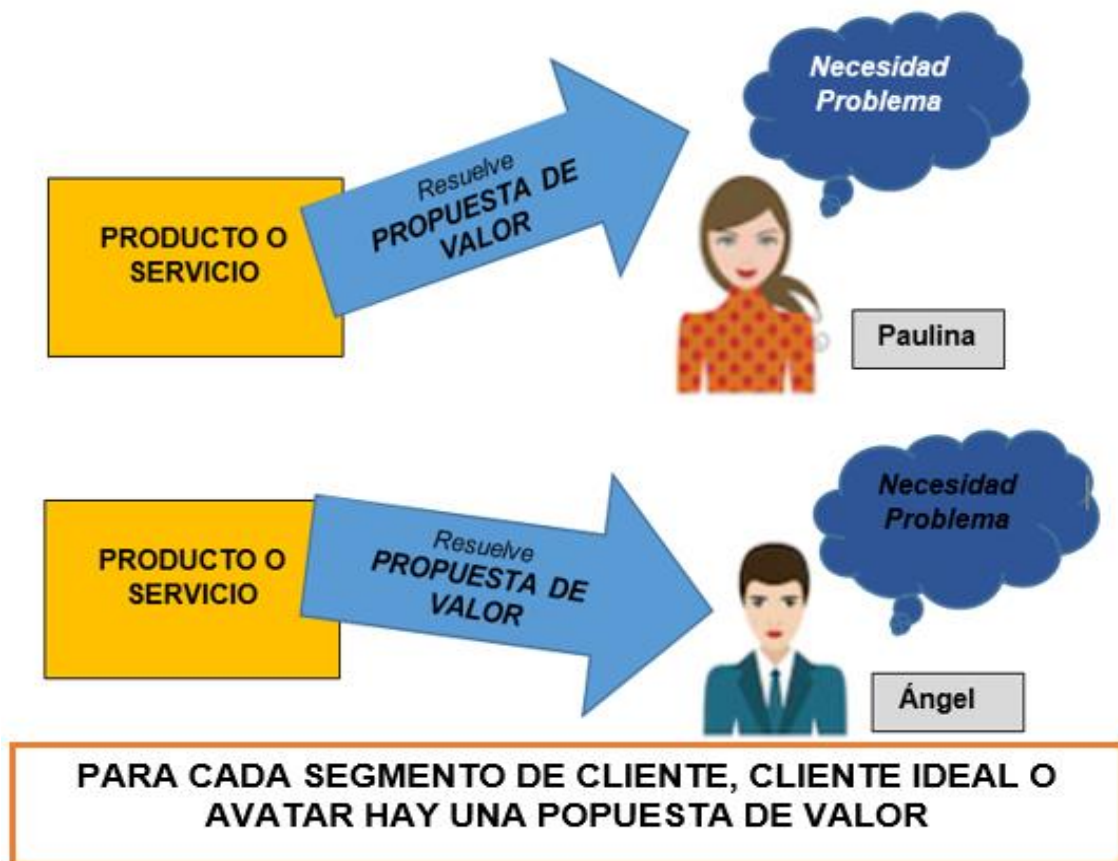 Necesidad
Problema
Resuelve
PROPUESTA DE
VALOR
PRODUCTO O
SERVICIO
Paulina
Necesidad
Problema
Resuelve
PROPUESTA DE
VALOR
PRODUCTO O
SERVICIO
Ángel
PARA CADA SEGMENTO DE CLIENTE, CLIENTE IDEAL O
AVATAR HAY UNA POPUESTA DE VALOR